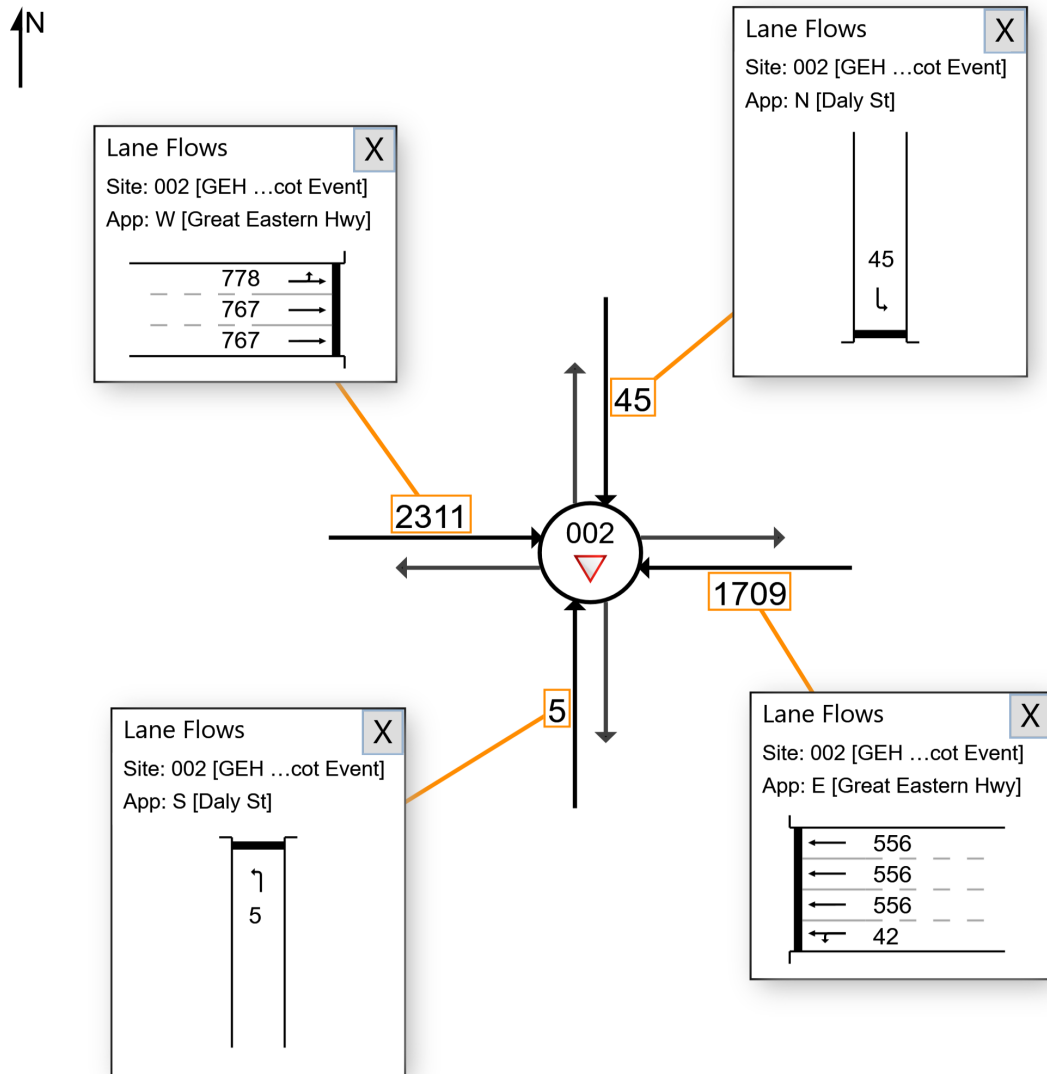 N
Lane Flows X
Site: 002 [GEH ...cot Event]
App: N [Daly St]
45
Lane Flows X
Site: 002 [GEH ...cot Event]
App: W [Great Eastern Hwy]
778
767
767
45
2311
002
1709
5
Lane Flows X
Site: 002 [GEH ...cot Event]
App: S [Daly St]
5
Lane Flows X
Site: 002 [GEH ...cot Event]
App: E [Great Eastern Hwy]
556
556
556
42